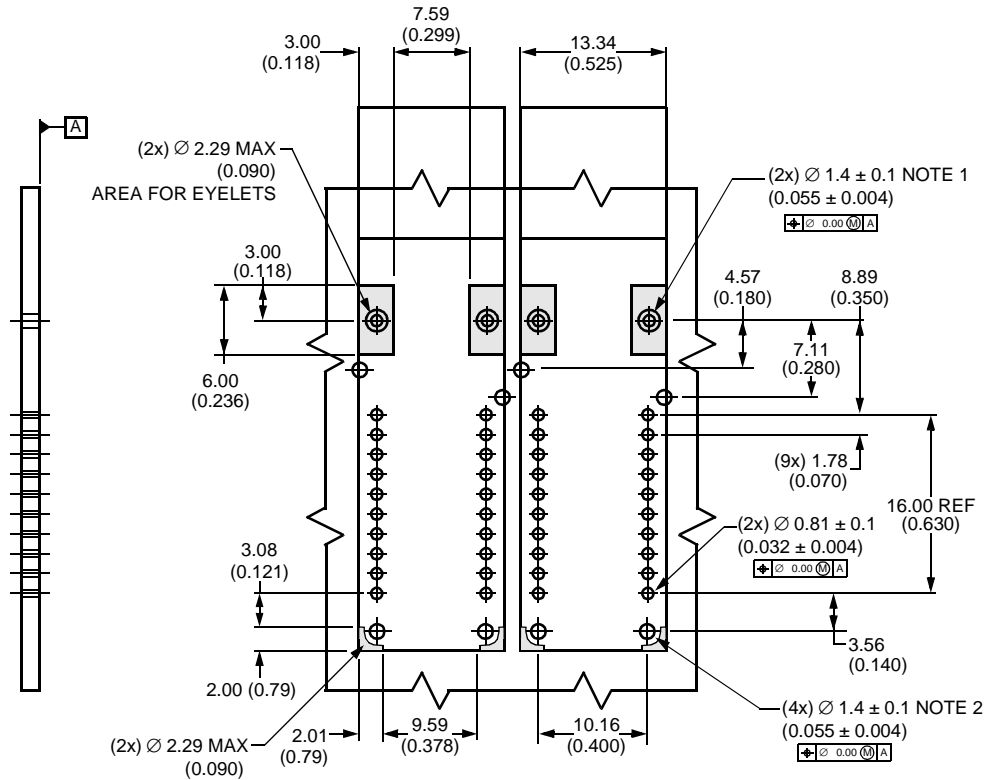 7.59
(0.299)
3.00
(0.118)
13.34
(0.525)
A
(2x) ∅ 2.29 MAX
(0.090)
AREA FOR EYELETS
(2x) ∅ 1.4 ± 0.1 NOTE 1
(0.055 ± 0.004)
⌖ ∅ 0.00 Ⓜ A
3.00
(0.118)
4.57
(0.180)
8.89
(0.350)
7.11
(0.280)
6.00
(0.236)
(9x) 1.78
(0.070)
16.00 REF
(0.630)
(2x) ∅ 0.81 ± 0.1
(0.032 ± 0.004)
⌖ ∅ 0.00 Ⓜ A
3.08
(0.121)
3.56
(0.140)
2.00 (0.79)
(4x) ∅ 1.4 ± 0.1 NOTE 2
(0.055 ± 0.004)
⌖ ∅ 0.00 Ⓜ A
2.01
(0.79)
9.59
(0.378)
10.16
(0.400)
(2x) ∅ 2.29 MAX
(0.090)